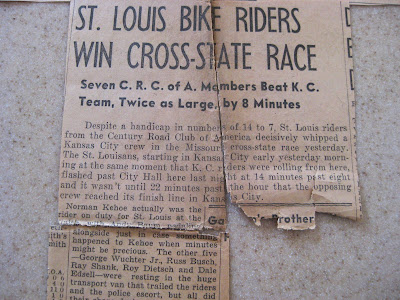 ST. LOUIS BIKE RIDERS
WIN CROSS-STATE RACE
Seven C. R. C. of A. Members Beat K. C.
Team, Twice as Large, by 8 Minutes
Despite a handicap in numbers of 14 to 7, St. Louis riders
from the Century Road Club of America decisively whipped a
Kansas City crew in the Missouri cross-state race yesterday.
The St. Louisans, starting in Kansas City early yesterday morn-
ing at the same moment that K. C. riders were rolling from here,
flashed past City Hall here last night at 14 minutes past eight
and it wasn't until 22 minutes past the hour that the opposing
crew reached its finish line in Kansas City.
Norman Kehoe actually was the
rider on duty for St. Louis at the
Brother
alongside just in case something
happened to Kehoe when minutes
might be precious. The other five
—George Wuchter Jr., Russ Busch,
Ray Shank, Roy Dietsch and Dale
Edsell—were resting in the huge
transport van that trailed the riders
and the police escort, but all did